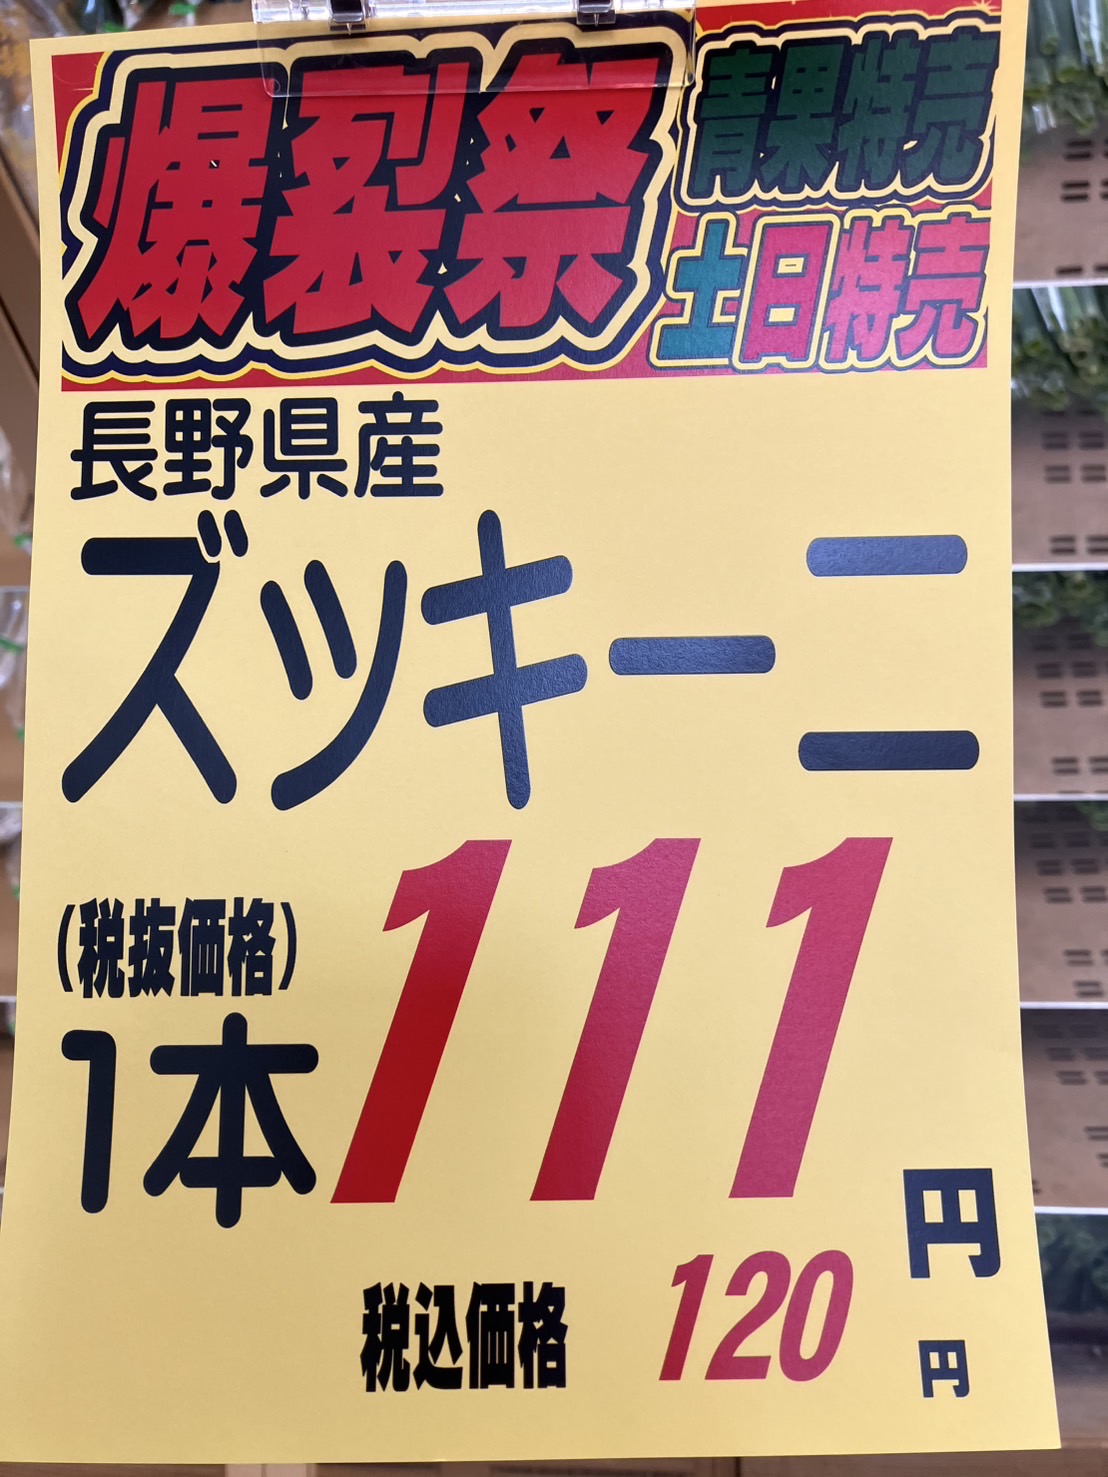 爆裂祭
青果特売
土日特売
長野県産
ズッキーニ
(税抜価格)
1本 111円
税込価格 120円